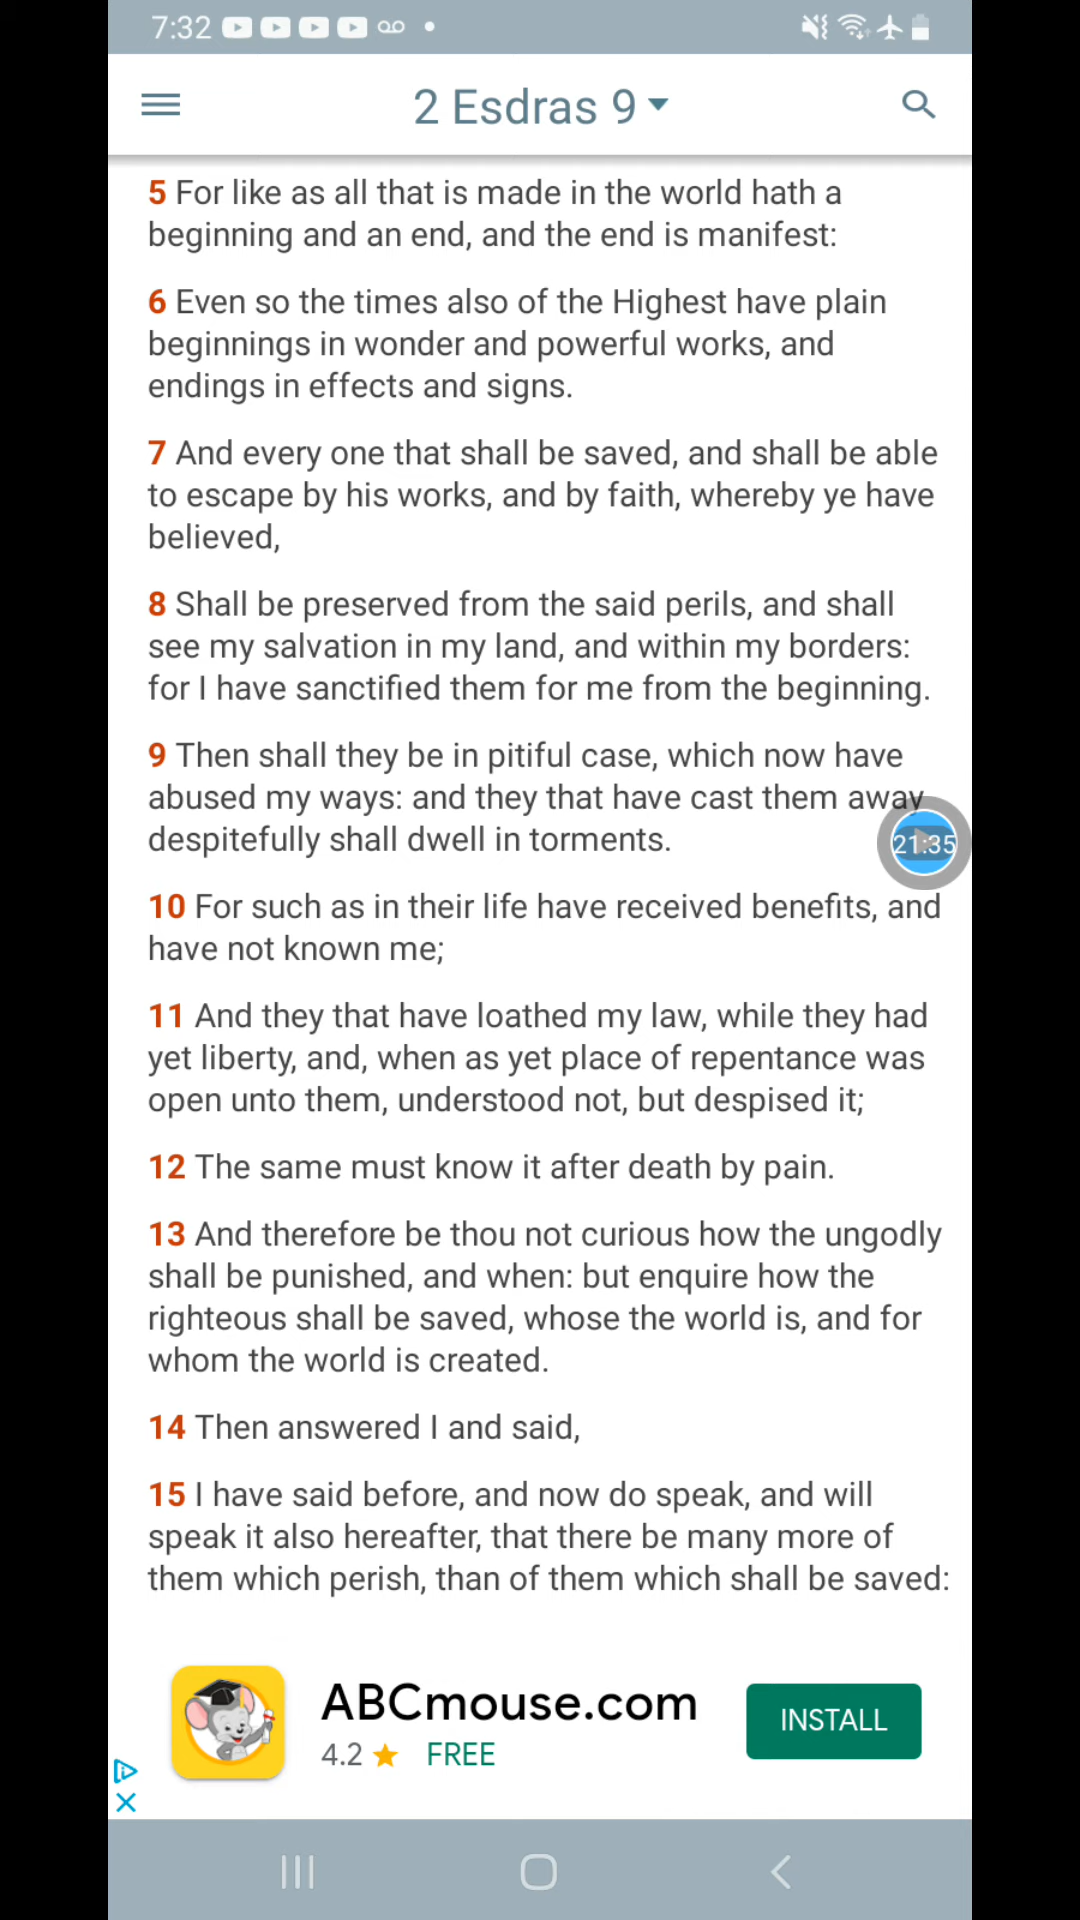 7:32
2 Esdras 9
5 For like as all that is made in the world hath a
beginning and an end, and the end is manifest:
6 Even so the times also of the Highest have plain
beginnings in wonder and powerful works, and
endings in effects and signs.
7 And every one that shall be saved, and shall be able
to escape by his works, and by faith, whereby ye have
believed,
8 Shall be preserved from the said perils, and shall
see my salvation in my land, and within my borders:
for I have sanctified them for me from the beginning.
9 Then shall they be in pitiful case, which now have
abused my ways: and they that have cast them away
despitefully shall dwell in torments.
21:35
10 For such as in their life have received benefits, and
have not known me;
11 And they that have loathed my law, while they had
yet liberty, and, when as yet place of repentance was
open unto them, understood not, but despised it;
12 The same must know it after death by pain.
13 And therefore be thou not curious how the ungodly
shall be punished, and when: but enquire how the
righteous shall be saved, whose the world is, and for
whom the world is created.
14 Then answered I and said,
15 I have said before, and now do speak, and will
speak it also hereafter, that there be many more of
them which perish, than of them which shall be saved:
ABCmouse.com
4.2 ★ FREE
INSTALL